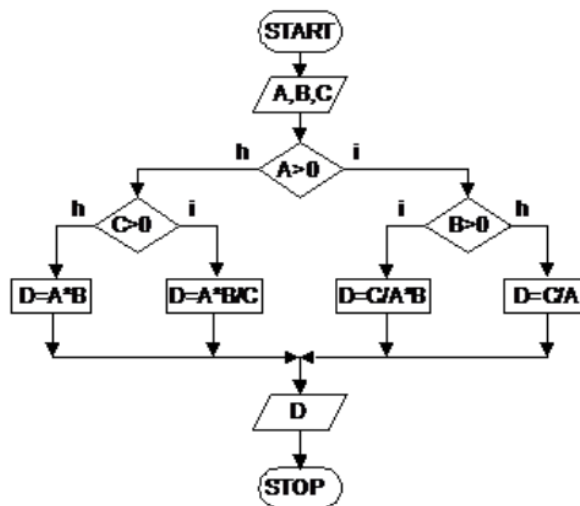 START
A,B,C
h A>0 i
h C>0 i i B>0 h
D=A*B D=A*B/C D=C/A*B D=C/A
D
STOP